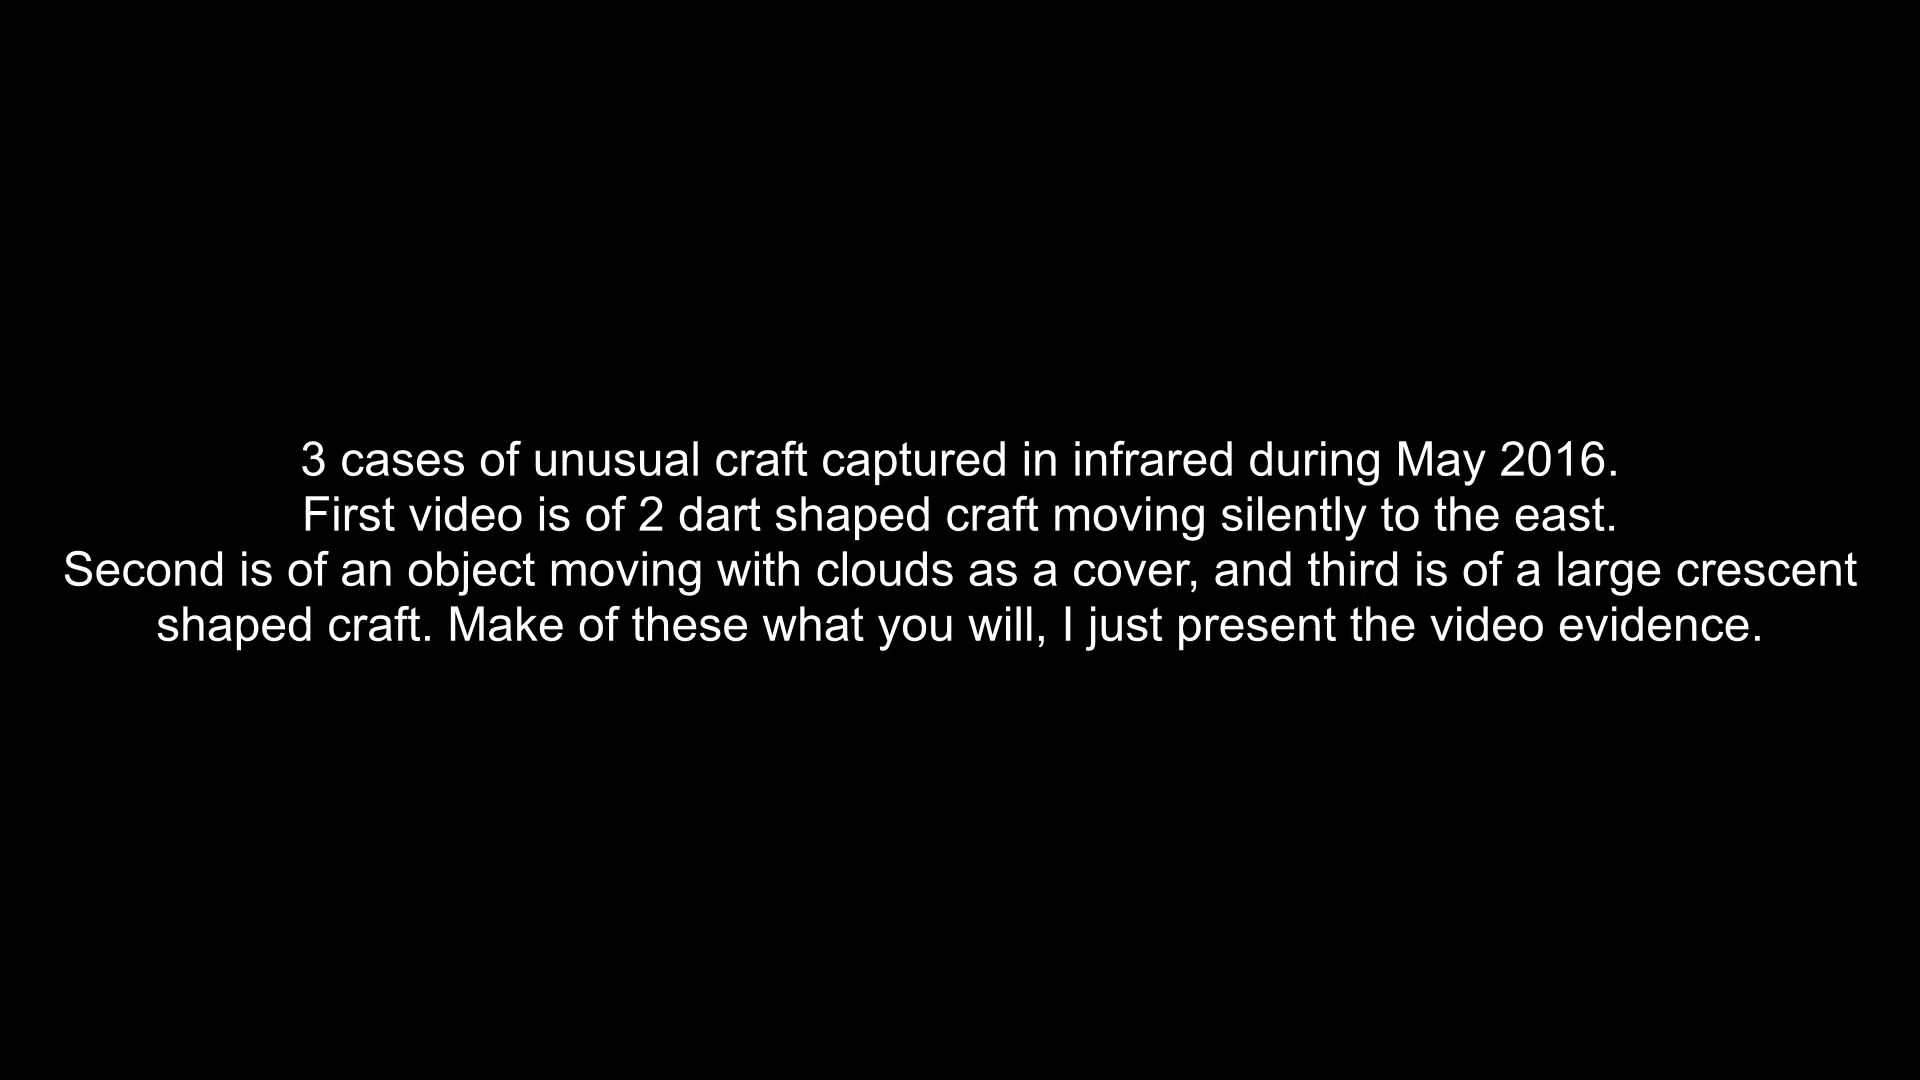 3 cases of unusual craft captured in infrared during May 2016.
First video is of 2 dart shaped craft moving silently to the east.
Second is of an object moving with clouds as a cover, and third is of a large crescent
shaped craft. Make of these what you will, I just present the video evidence.